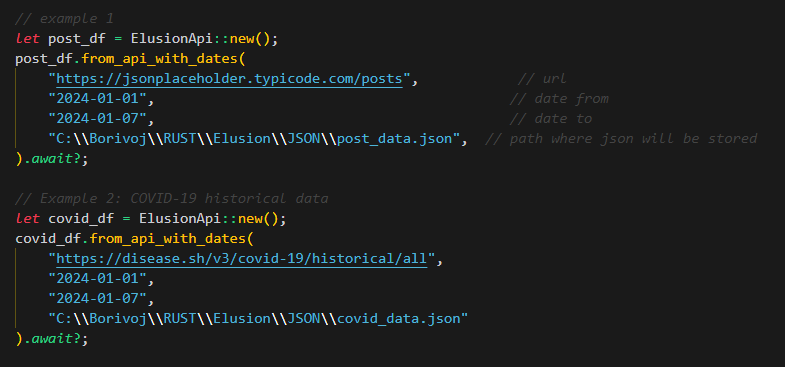 // example 1
let post_df = ElusionApi::new();
post_df.from_api_with_dates(
    "https://jsonplaceholder.typicode.com/posts",            // url
    "2024-01-01",                                           // date from
    "2024-01-07",                                           // date to
    "C:\\Borivoj\\RUST\\Elusion\\JSON\\post_data.json",  // path where json will be stored
).await?;

// Example 2: COVID-19 historical data
let covid_df = ElusionApi::new();
covid_df.from_api_with_dates(
    "https://disease.sh/v3/covid-19/historical/all",
    "2024-01-01",
    "2024-01-07",
    "C:\\Borivoj\\RUST\\Elusion\\JSON\\covid_data.json"
).await?;